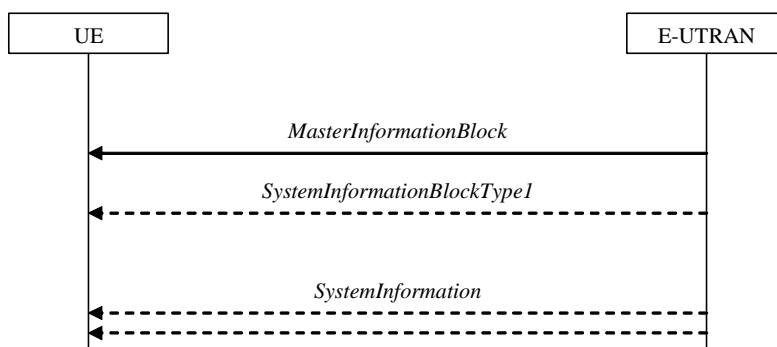 UE
E-UTRAN
MasterInformationBlock
SystemInformationBlockType1
SystemInformation